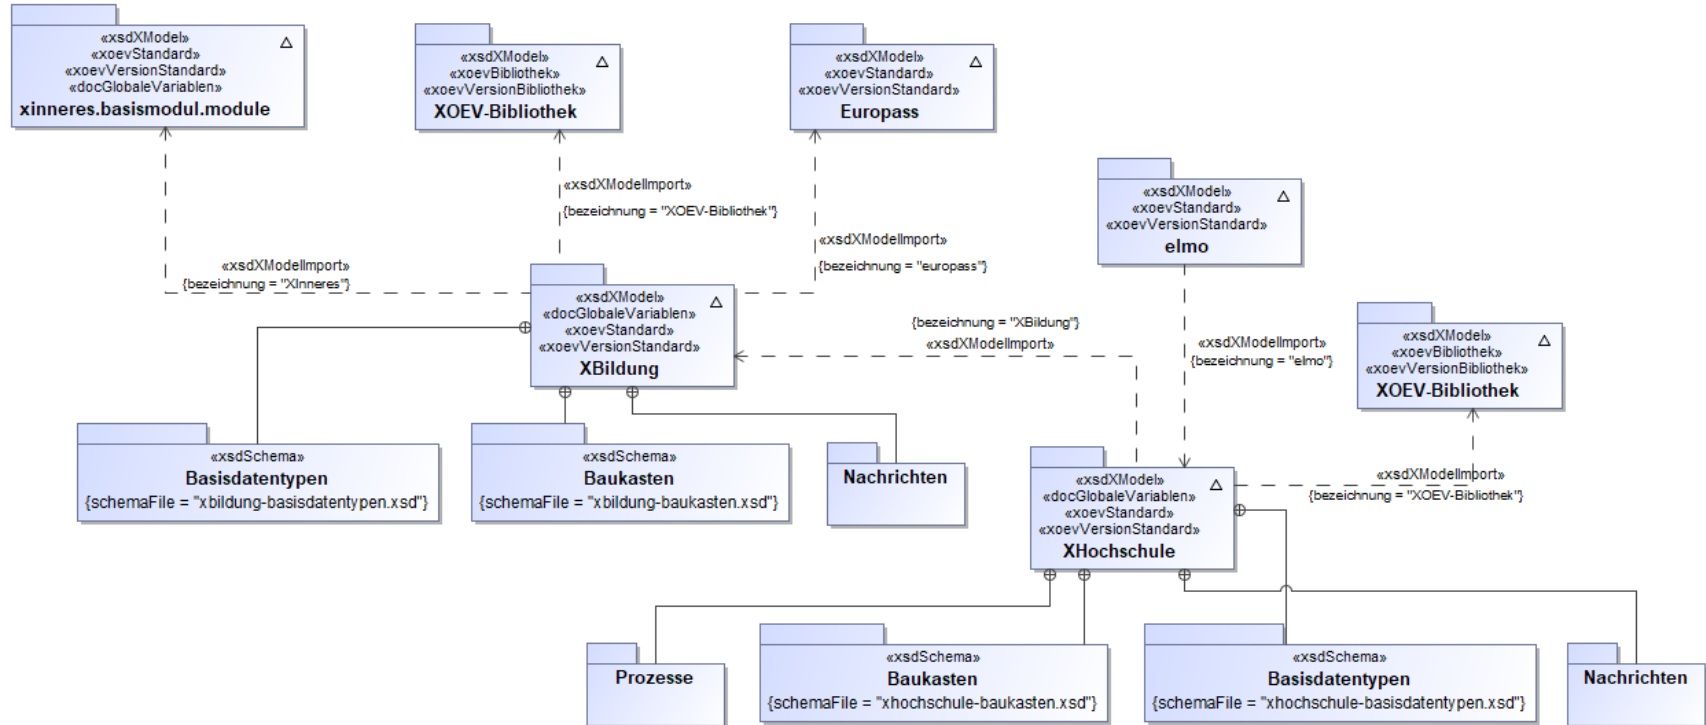 «xsdXModel»
«xoevStandard»
«xoevVersionStandard»
«docGlobaleVariablen»
xinneres.basismodul.module
«xsdXModel»
«xoevBibliothek»
«xoevVersionBibliothek»
XOEV-Bibliothek
«xsdXModel»
«xoevStandard»
«xoevVersionStandard»
Europass
«xsdXModel»
«xoevStandard»
«xoevVersionStandard»
elmo
«xsdXModelImport»
{bezeichnung = "XOEV-Bibliothek"}
«xsdXModelImport»
{bezeichnung = "europass"}
«xsdXModelImport»
{bezeichnung = "XInneres"}
«xsdXModel»
«docGlobaleVariablen»
«xoevStandard»
«xoevVersionStandard»
XBildung
{bezeichnung = "XBildung"}
«xsdXModelImport»
«xsdXModelImport»
{bezeichnung = "elmo"}
«xsdXModel»
«xoevBibliothek»
«xoevVersionBibliothek»
XOEV-Bibliothek
«xsdSchema»
Basisdatentypen
{schemaFile = "xbildung-basisdatentypen.xsd"}
«xsdSchema»
Baukasten
{schemaFile = "xbildung-baukasten.xsd"}
Nachrichten
«xsdXModel»
«docGlobaleVariablen»
«xoevStandard»
«xoevVersionStandard»
XHochschule
«xsdXModelImport»
{bezeichnung = "XOEV-Bibliothek"}
Prozesse
«xsdSchema»
Baukasten
{schemaFile = "xhochschule-baukasten.xsd"}
«xsdSchema»
Basisdatentypen
{schemaFile = "xhochschule-basisdatentypen.xsd"}
Nachrichten